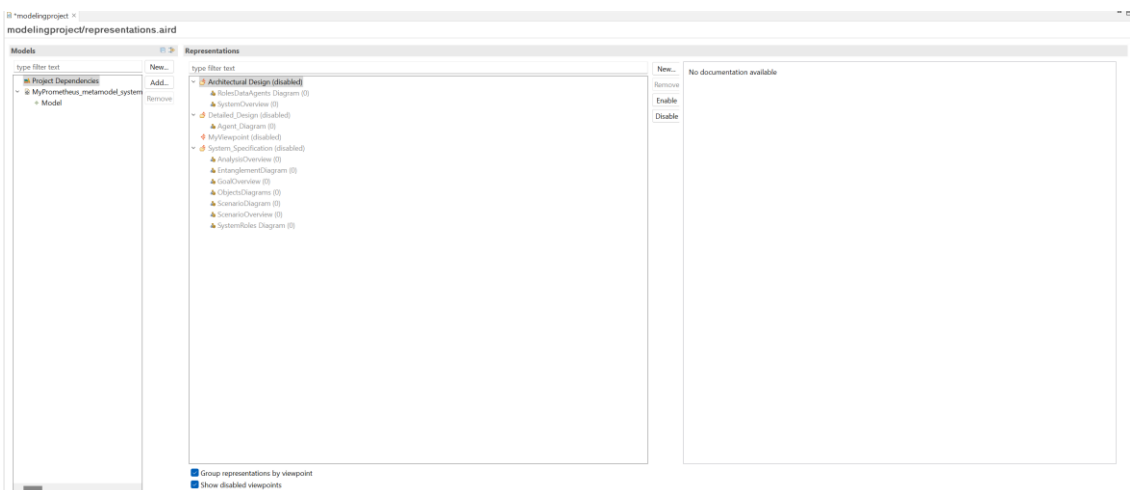 *modelingproject ×
modelingproject/representations.aird
Models
type filter text
New...
Project Dependencies
Add...
MyPrometheus_metamodel_system
Remove
Model
Representations
type filter text
New...
Architectural Design (disabled)
Remove
RolesDataAgents Diagram (0)
Enable
SystemOverview (0)
Disable
Detailed_Design (disabled)
Agent_Diagram (0)
MyViewpoint (disabled)
System_Specification (disabled)
AnalysisOverview (0)
EntanglementDiagram (0)
GoalOverview (0)
ObjectsDiagrams (0)
ScenarioDiagram (0)
ScenarioOverview (0)
SystemRoles Diagram (0)
Group representations by viewpoint
Show disabled viewpoints
No documentation available